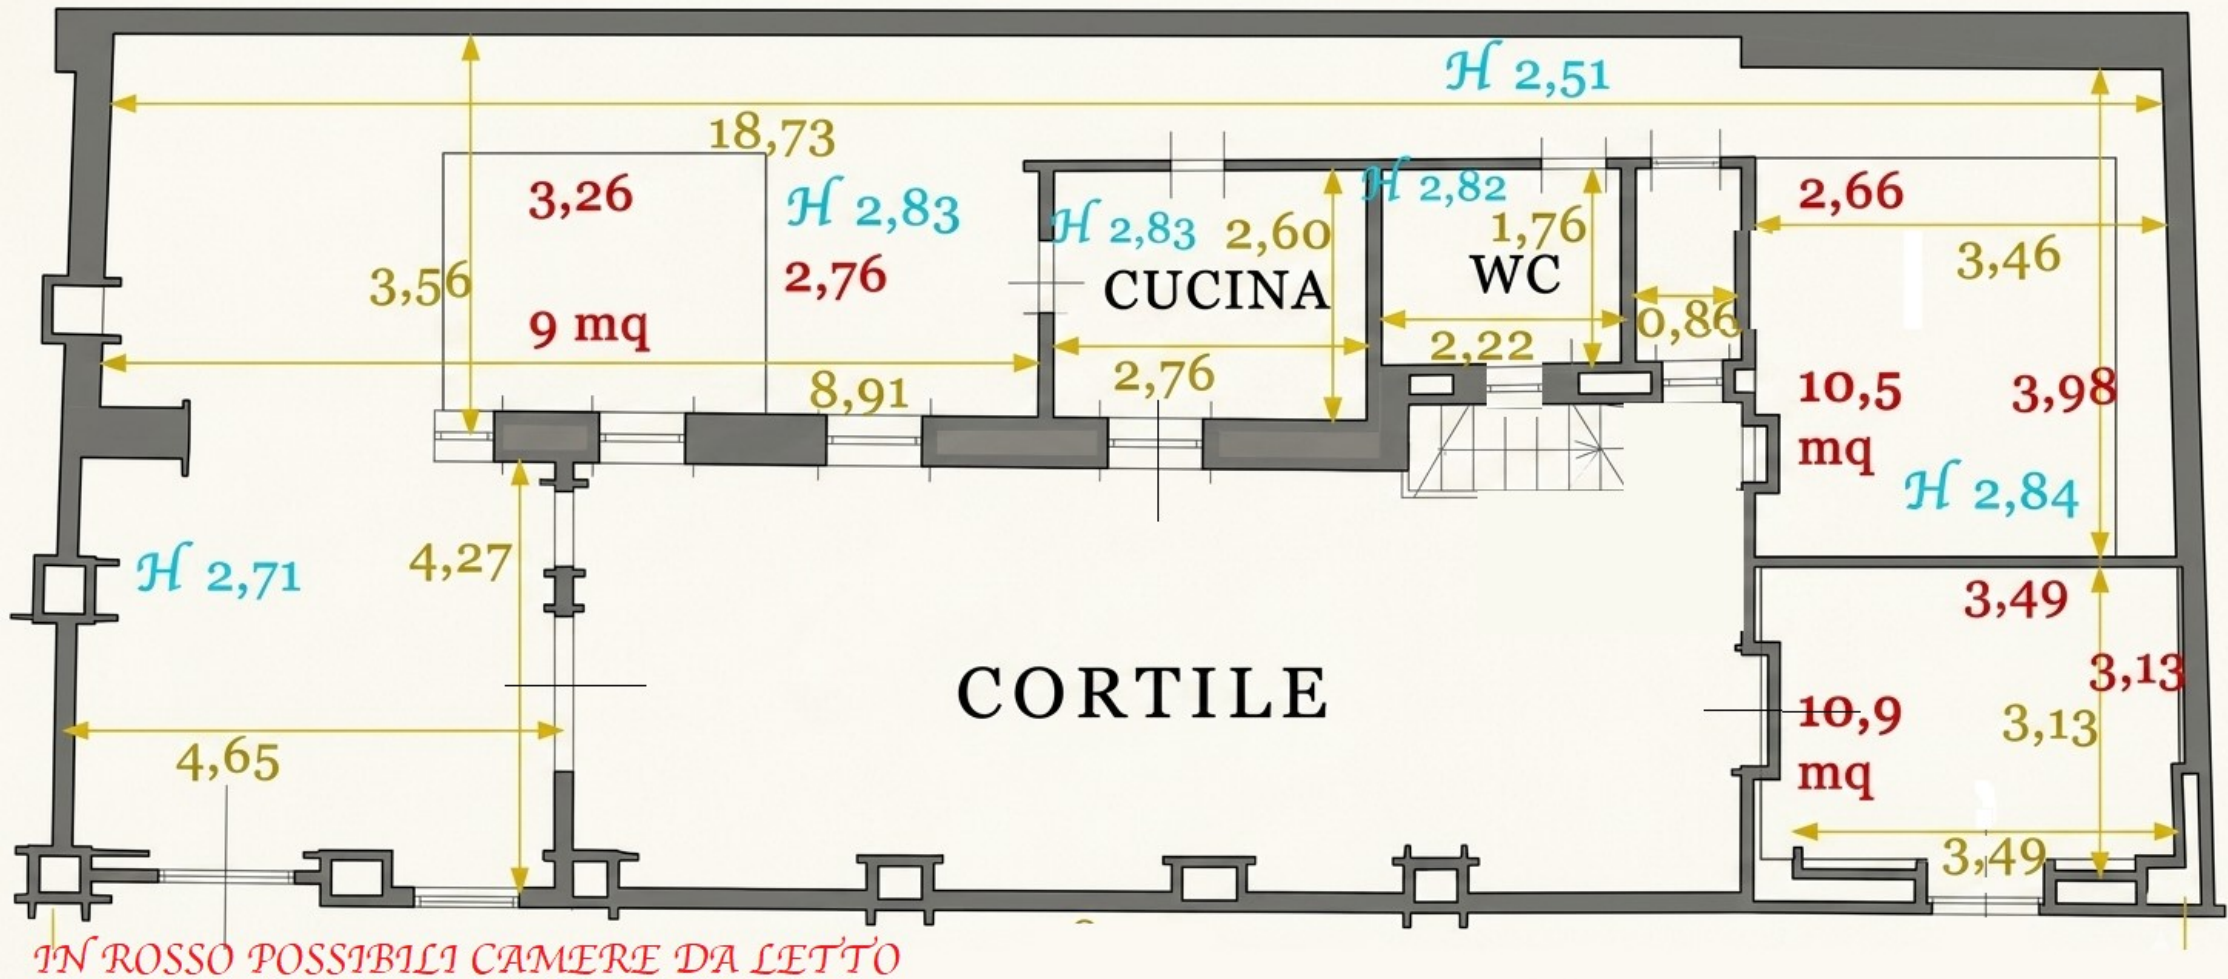 H 2,51
18,73
3,26
H 2,83
2,76
3,56
9 mq
8,91
H 2,83
2,60
CUCINA
2,76
H 2,82
1,76
WC
2,22
0,86
2,66
3,46
10,5
mq
3,98
H 2,84
H 2,71
4,27
4,65
CORTILE
3,49
3,13
10,9
mq
3,13
3,49
IN ROSSO POSSIBILI CAMERE DA LETTO